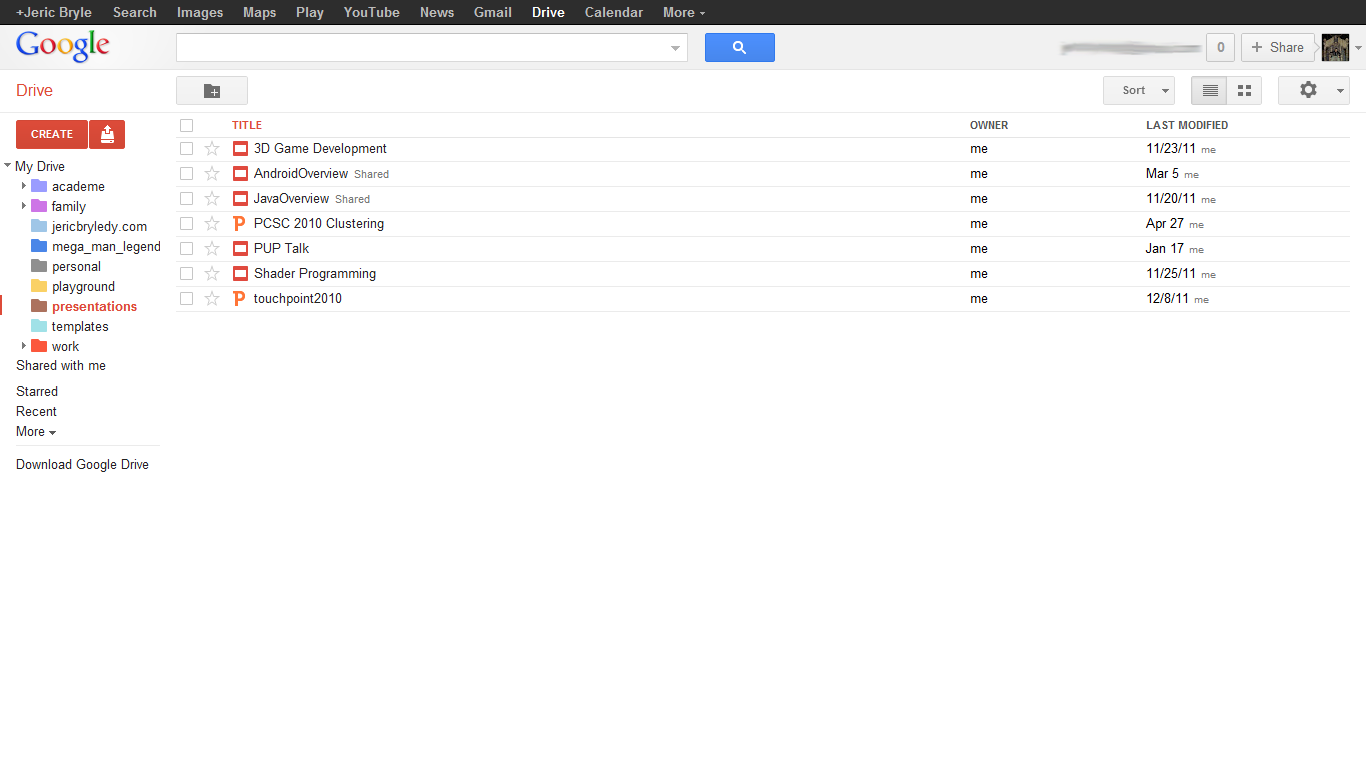 +Jeric Bryle Search Images Maps Play YouTube News Gmail Drive Calendar More
Google 0 + Share
Drive Sort
CREATE
My Drive
academe
family
jericbryledy.com
mega_man_legend
personal
playground
presentations
templates
work
Shared with me
Starred
Recent
More
Download Google Drive
TITLE OWNER LAST MODIFIED
3D Game Development me 11/23/11 me
AndroidOverview Shared me Mar 5 me
JavaOverview Shared me 11/20/11 me
P PCSC 2010 Clustering me Apr 27 me
PUP Talk me Jan 17 me
Shader Programming me 11/25/11 me
P touchpoint2010 me 12/8/11 me